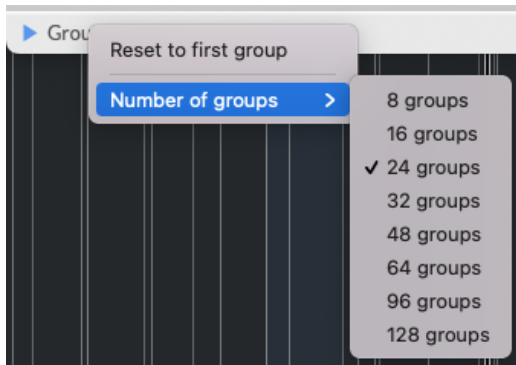 Grou
Reset to first group
Number of groups
8 groups
16 groups
24 groups
32 groups
48 groups
64 groups
96 groups
128 groups